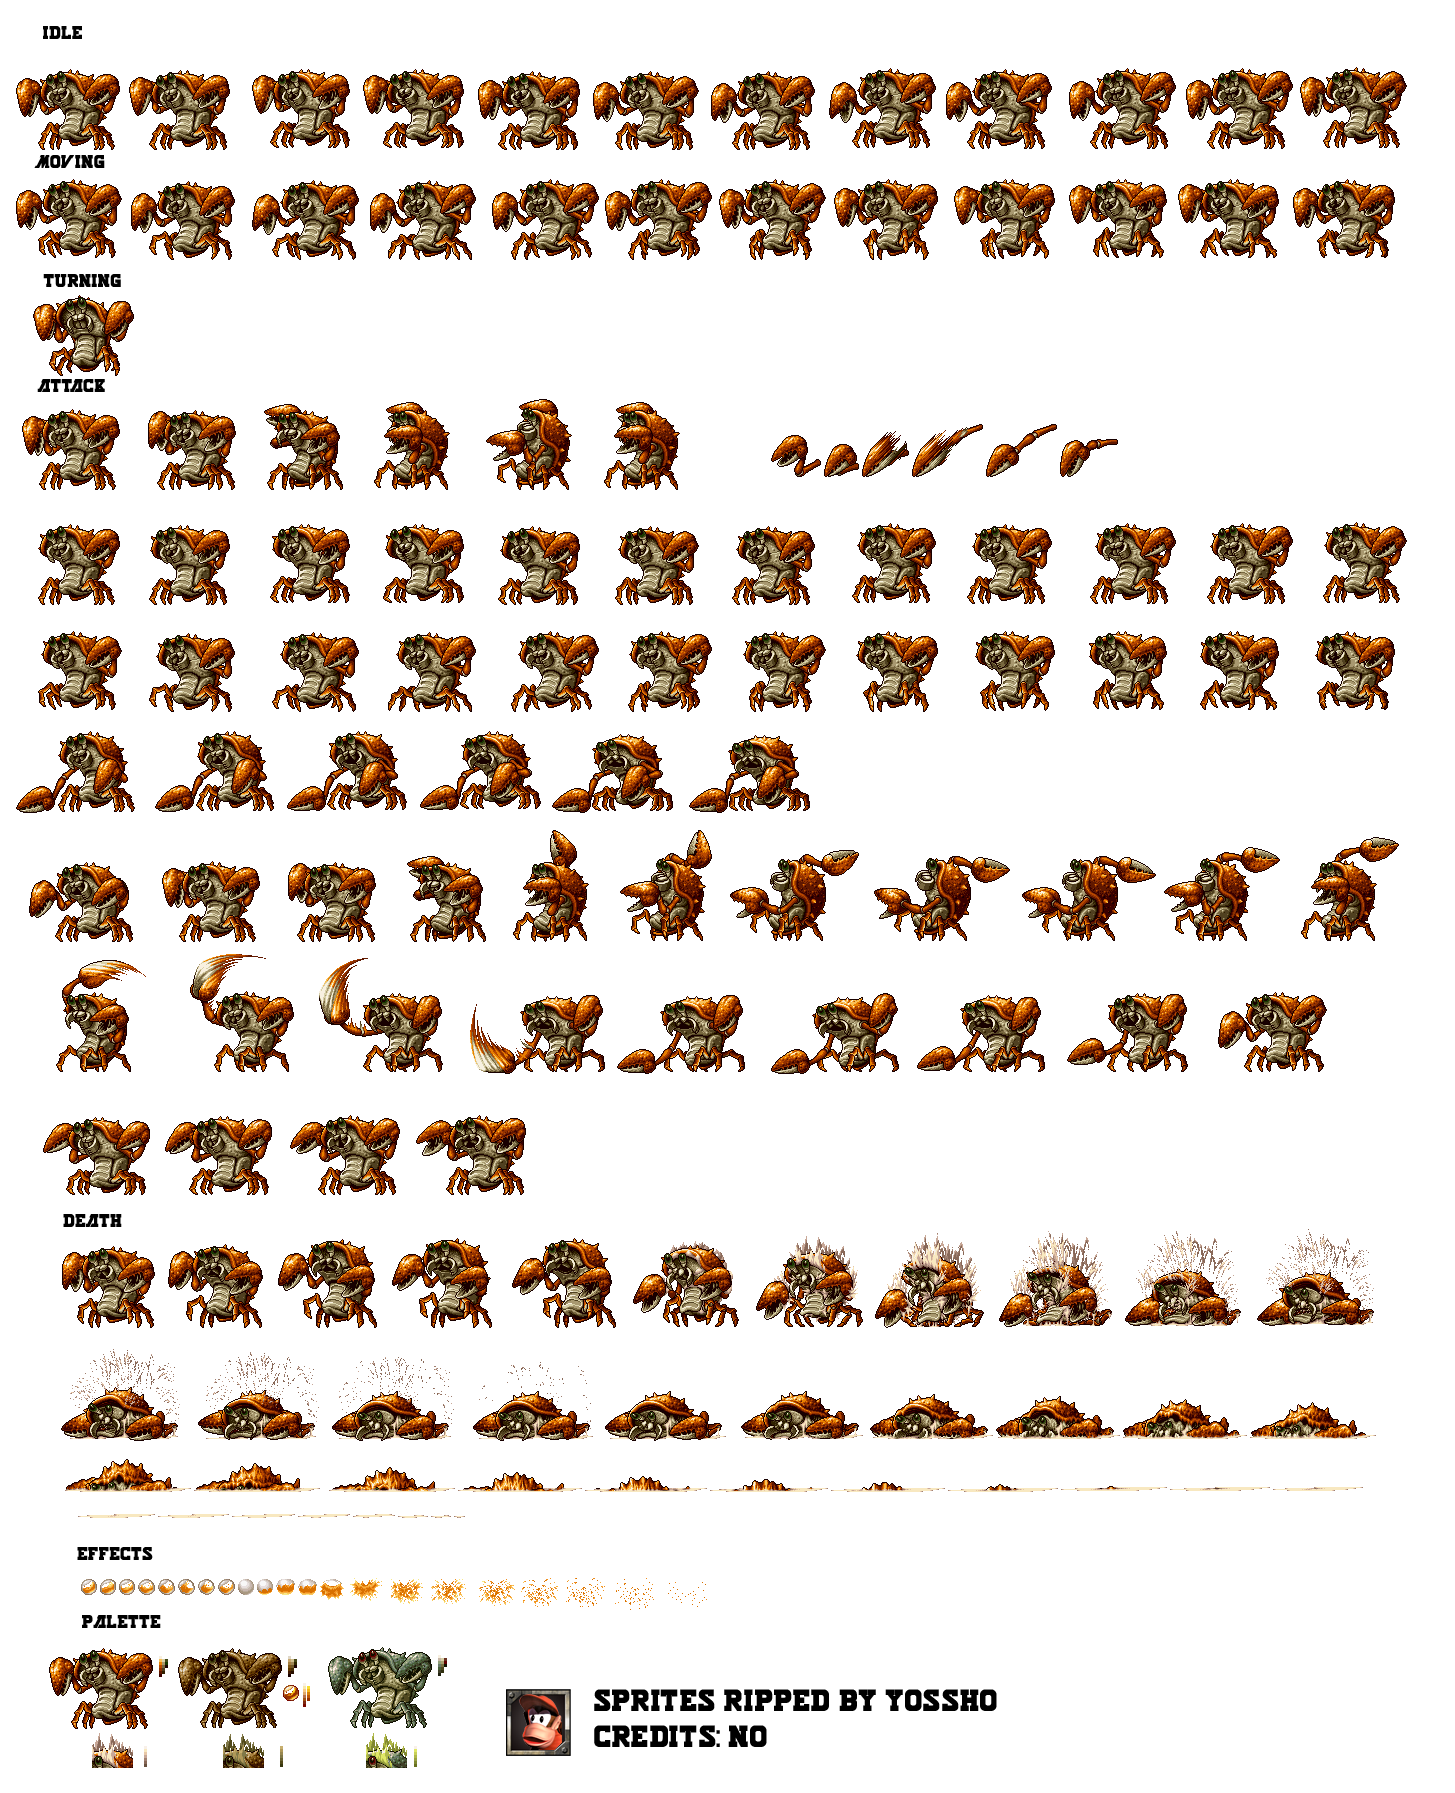 IDLE
MOVING
TURNING
ATTACK
DEATH
EFFECTS
PALETTE
SPRITES RIPPED BY YOSSHO
CREDITS: NO